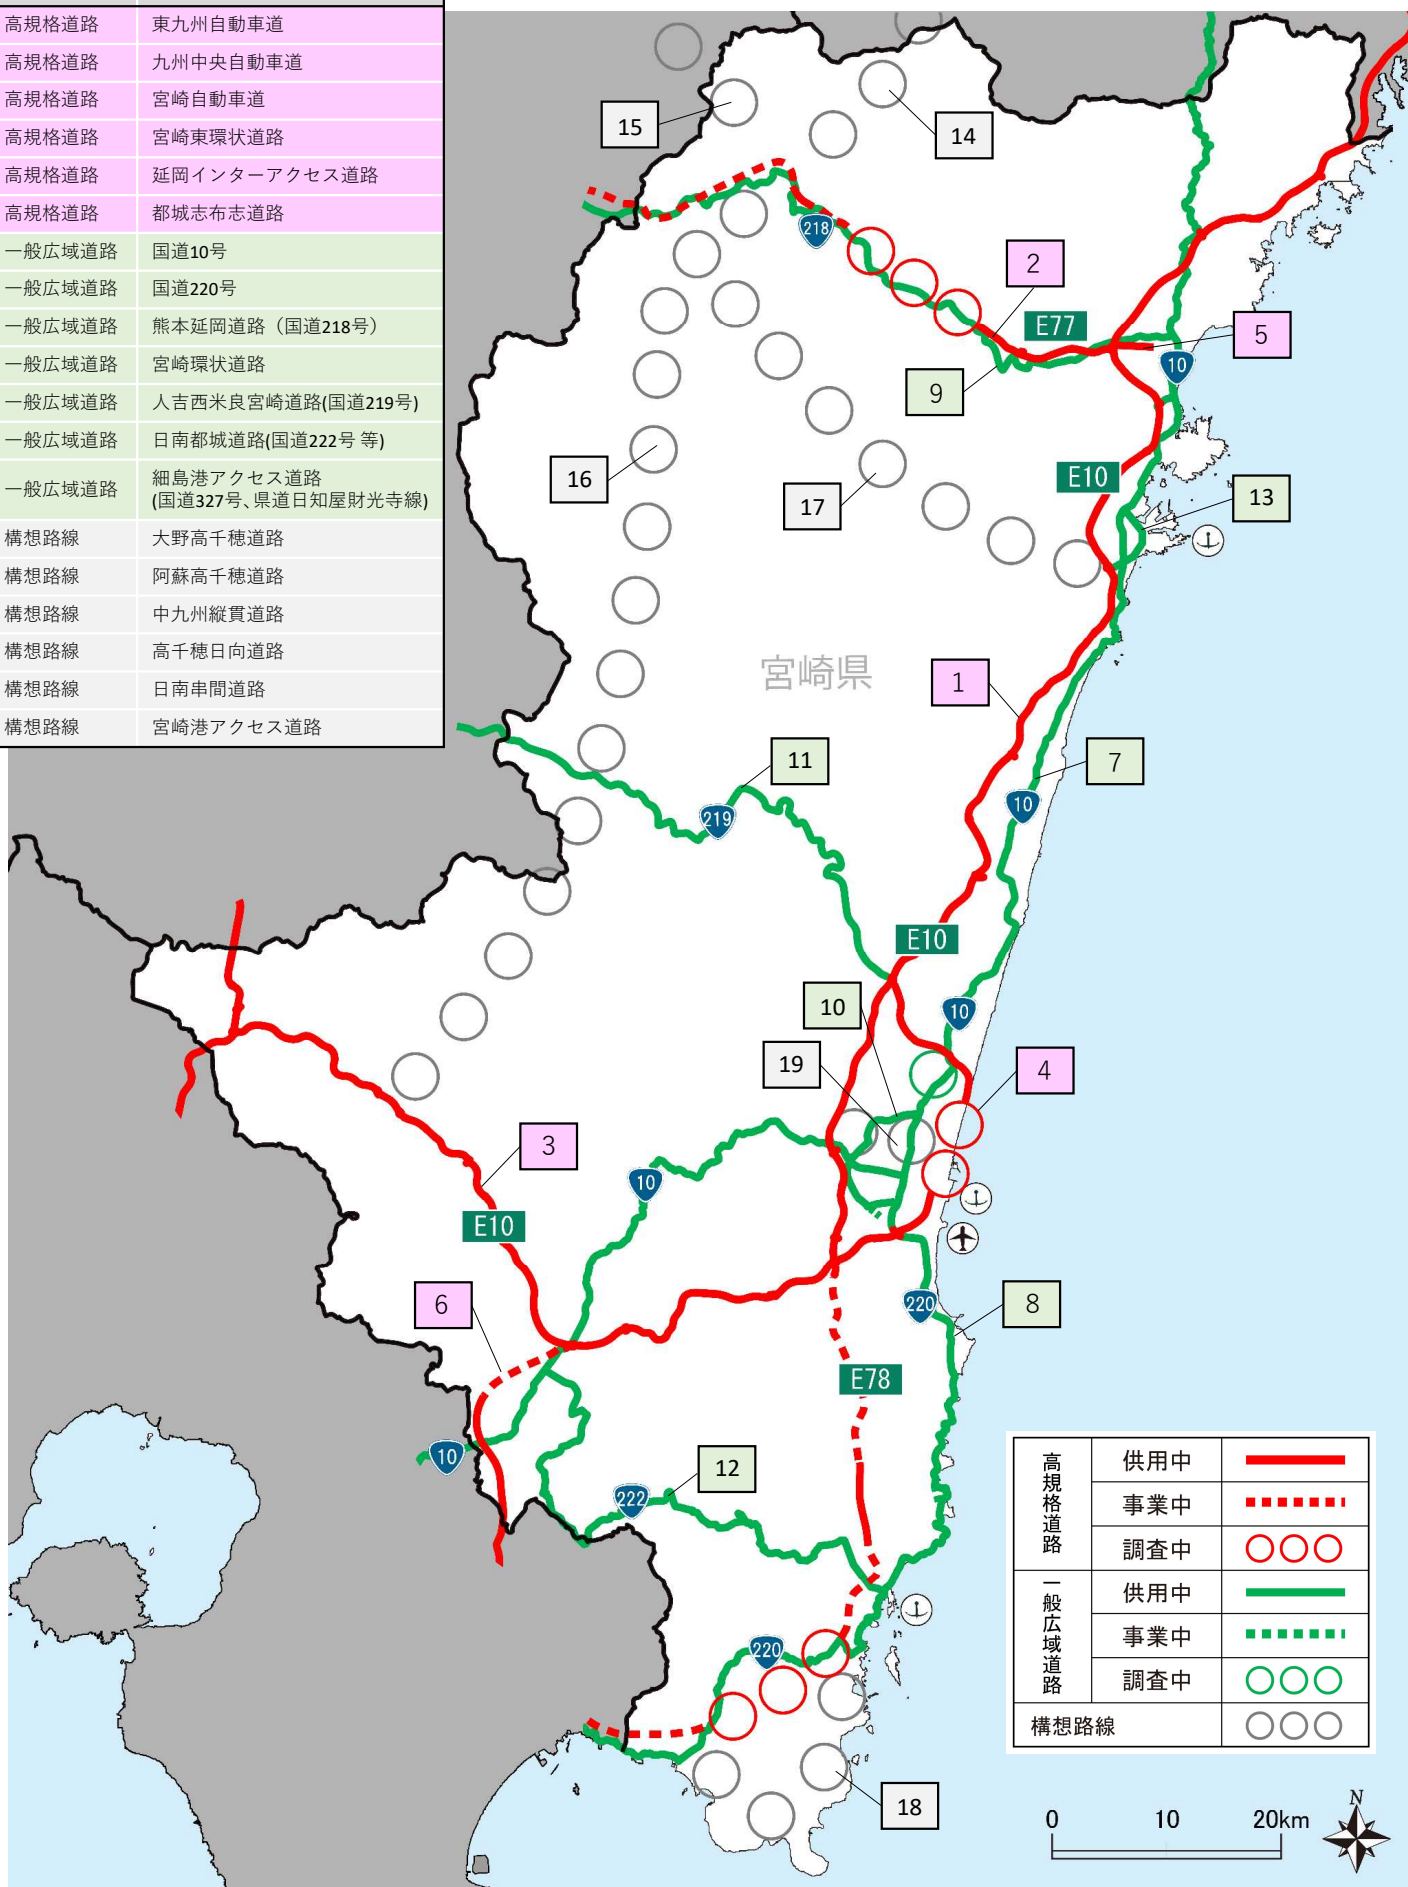 高規格道路 東九州自動車道
高規格道路 九州中央自動車道
高規格道路 宮崎自動車道
高規格道路 宮崎東環状道路
高規格道路 延岡インターアクセス道路
高規格道路 都城志布志道路
一般広域道路 国道10号
一般広域道路 国道220号
一般広域道路 熊本延岡道路（国道218号）
一般広域道路 宮崎環状道路
一般広域道路 人吉西米良宮崎道路(国道219号)
一般広域道路 日南都城道路(国道222号 等)
一般広域道路 細島港アクセス道路
(国道327号、県道日知屋財光寺線)
構想路線 大野高千穂道路
構想路線 阿蘇高千穂道路
構想路線 中九州縦貫道路
構想路線 高千穂日向道路
構想路線 日南串間道路
構想路線 宮崎港アクセス道路
15
14
218
2
E77
5
10
9
16
17
E10
13
宮崎県
1
11
7
219
10
E10
10
10
19
4
3
10
E10
6
220
8
E78
10
12
222
220
18
高規格道路
供用中
事業中
調査中
一般広域道路
供用中
事業中
調査中
構想路線
0 10 20km
N